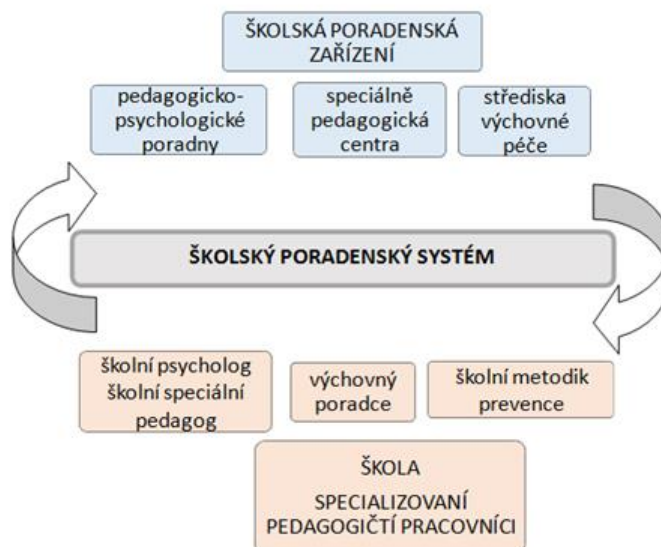 ŠKOLSKÁ PORADENSKÁ
ZAŘÍZENÍ
pedagogicko-
psychologické
poradny
speciálně
pedagogická
centra
střediska
výchovné
péče
ŠKOLSKÝ PORADENSKÝ SYSTÉM
školní psycholog
školní speciální
pedagog
výchovný
poradce
školní metodik
prevence
ŠKOLA
SPECIALIZOVANÍ
PEDAGOGIČTÍ PRACOVNÍCI